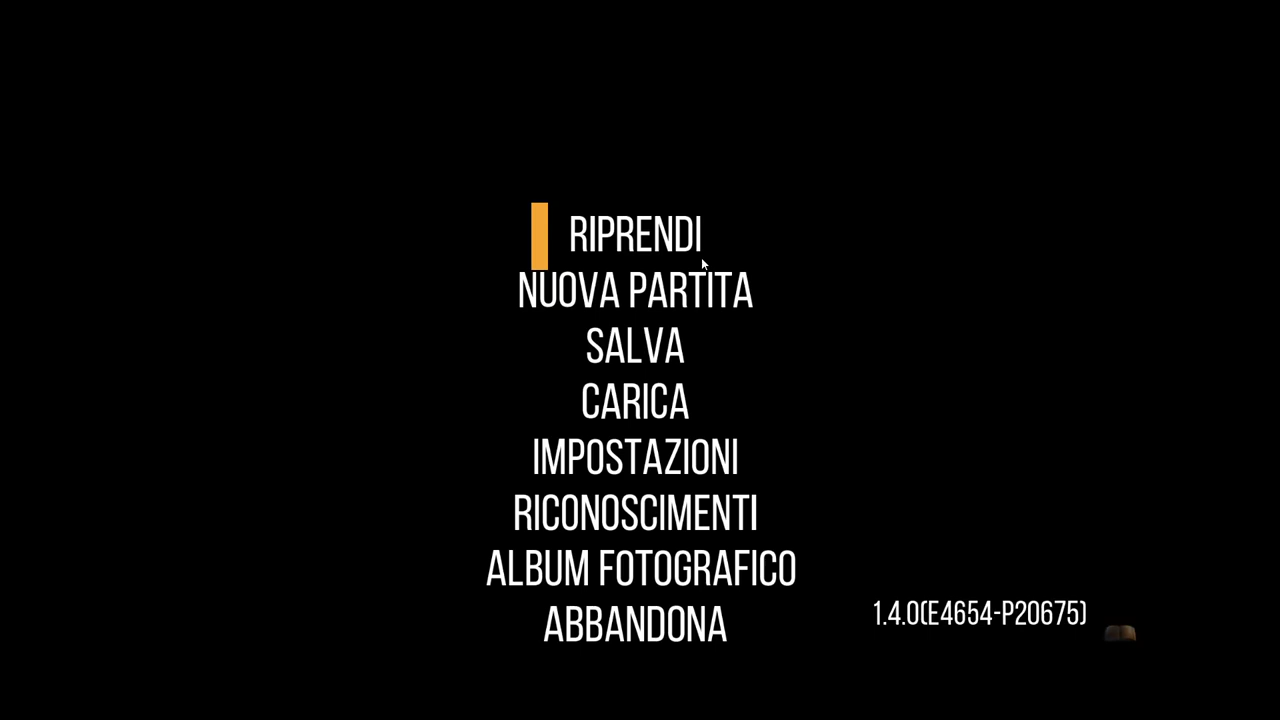 RIPRENDI
NUOVA PARTITA
SALVA
CARICA
IMPOSTAZIONI
RICONOSCIMENTI
ALBUM FOTOGRAFICO
ABBANDONA
1.4.0(E4654-P20675)